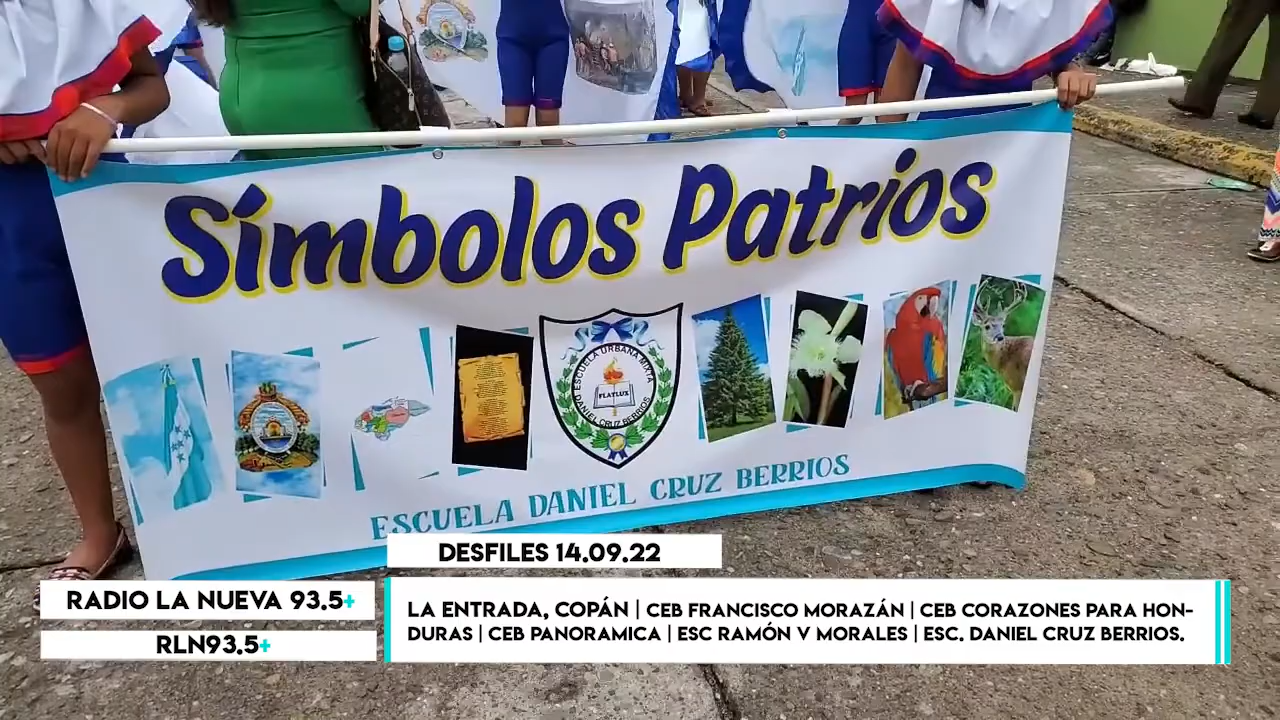 Símbolos Patrios
ESCUELA URBANA MIXTA
FLATLUX
DANIEL CRUZ BERRIOS
ESCUELA DANIEL CRUZ BERRIOS
DESFILES 14.09.22
RADIO LA NUEVA 93.5+
RLN93.5+
LA ENTRADA, COPÁN | CEB FRANCISCO MORAZÁN | CEB CORAZONES PARA HON-
DURAS | CEB PANORAMICA | ESC RAMÓN V MORALES | ESC. DANIEL CRUZ BERRIOS.